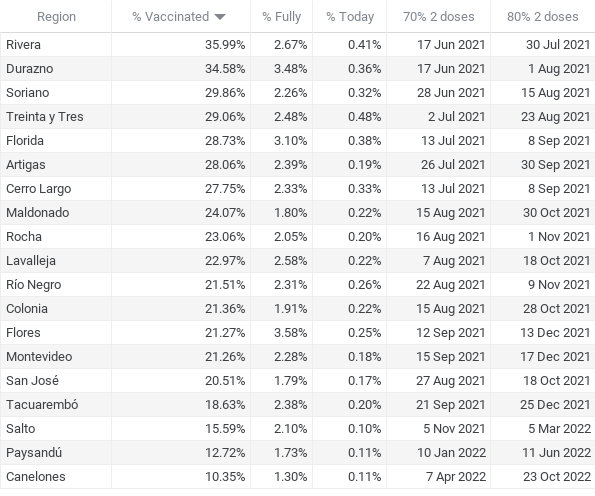 Region % Vaccinated % Fully % Today 70% 2 doses 80% 2 doses
Rivera 35.99% 2.67% 0.41% 17 Jun 2021 30 Jul 2021
Durazno 34.58% 3.48% 0.36% 17 Jun 2021 1 Aug 2021
Soriano 29.86% 2.26% 0.32% 28 Jun 2021 15 Aug 2021
Treinta y Tres 29.06% 2.48% 0.48% 2 Jul 2021 23 Aug 2021
Florida 28.73% 3.10% 0.38% 13 Jul 2021 8 Sep 2021
Artigas 28.06% 2.39% 0.19% 26 Jul 2021 30 Sep 2021
Cerro Largo 27.75% 2.33% 0.33% 13 Jul 2021 8 Sep 2021
Maldonado 24.07% 1.80% 0.22% 15 Aug 2021 30 Oct 2021
Rocha 23.06% 2.05% 0.20% 16 Aug 2021 1 Nov 2021
Lavalleja 22.97% 2.58% 0.22% 7 Aug 2021 18 Oct 2021
Río Negro 21.51% 2.31% 0.26% 22 Aug 2021 9 Nov 2021
Colonia 21.36% 1.91% 0.22% 15 Aug 2021 28 Oct 2021
Flores 21.27% 3.58% 0.25% 12 Sep 2021 13 Dec 2021
Montevideo 21.26% 2.28% 0.18% 15 Sep 2021 17 Dec 2021
San José 20.51% 1.79% 0.17% 27 Aug 2021 18 Oct 2021
Tacuarembó 18.63% 2.38% 0.20% 21 Sep 2021 25 Dec 2021
Salto 15.59% 2.10% 0.10% 5 Nov 2021 5 Mar 2022
Paysandú 12.72% 1.73% 0.11% 10 Jan 2022 11 Jun 2022
Canelones 10.35% 1.30% 0.11% 7 Apr 2022 23 Oct 2022